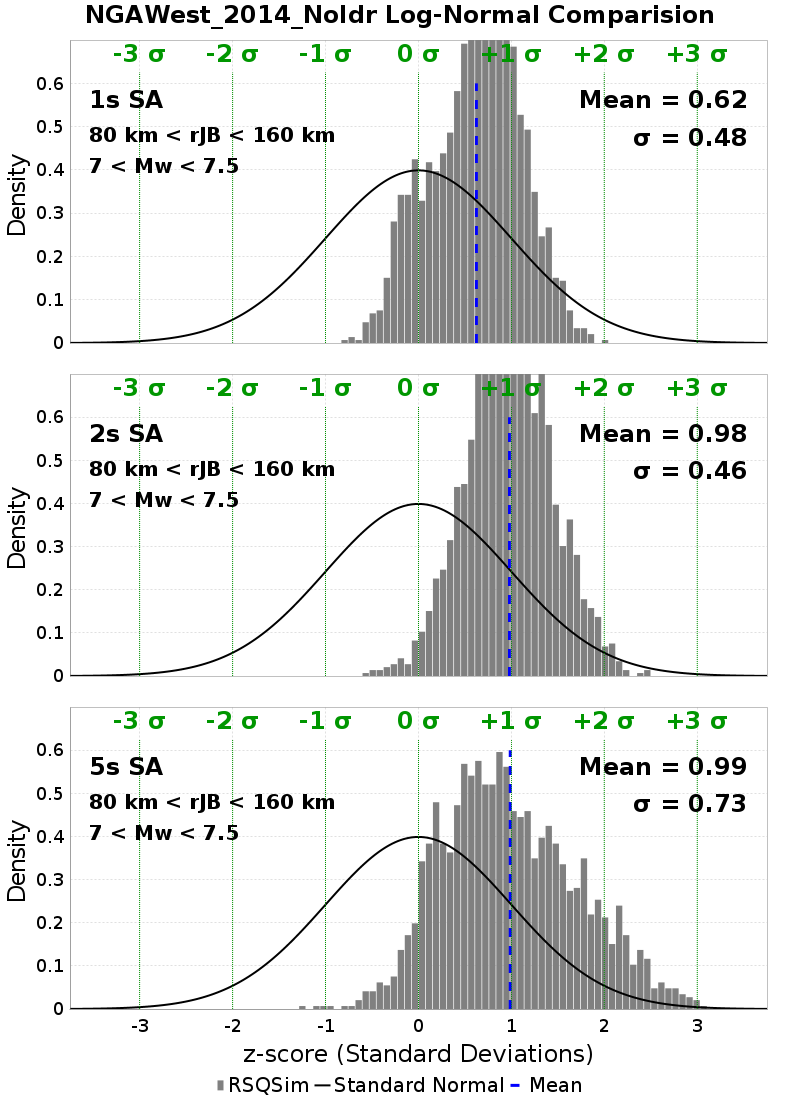 NGAWest_2014_NoIdr Log-Normal Comparision
-3 σ -2 σ -1 σ 0 σ +1 σ +2 σ +3 σ
1s SA Mean = 0.62
80 km < rJB < 160 km σ = 0.48
7 < Mw < 7.5
Density
0.6
0.5
0.4
0.3
0.2
0.1
0
-3 σ -2 σ -1 σ 0 σ +1 σ +2 σ +3 σ
2s SA Mean = 0.98
80 km < rJB < 160 km σ = 0.46
7 < Mw < 7.5
Density
0.6
0.5
0.4
0.3
0.2
0.1
0
-3 σ -2 σ -1 σ 0 σ +1 σ +2 σ +3 σ
5s SA Mean = 0.99
80 km < rJB < 160 km σ = 0.73
7 < Mw < 7.5
Density
0.6
0.5
0.4
0.3
0.2
0.1
0
-3 -2 -1 0 1 2 3
z-score (Standard Deviations)
RSQSim Standard Normal Mean